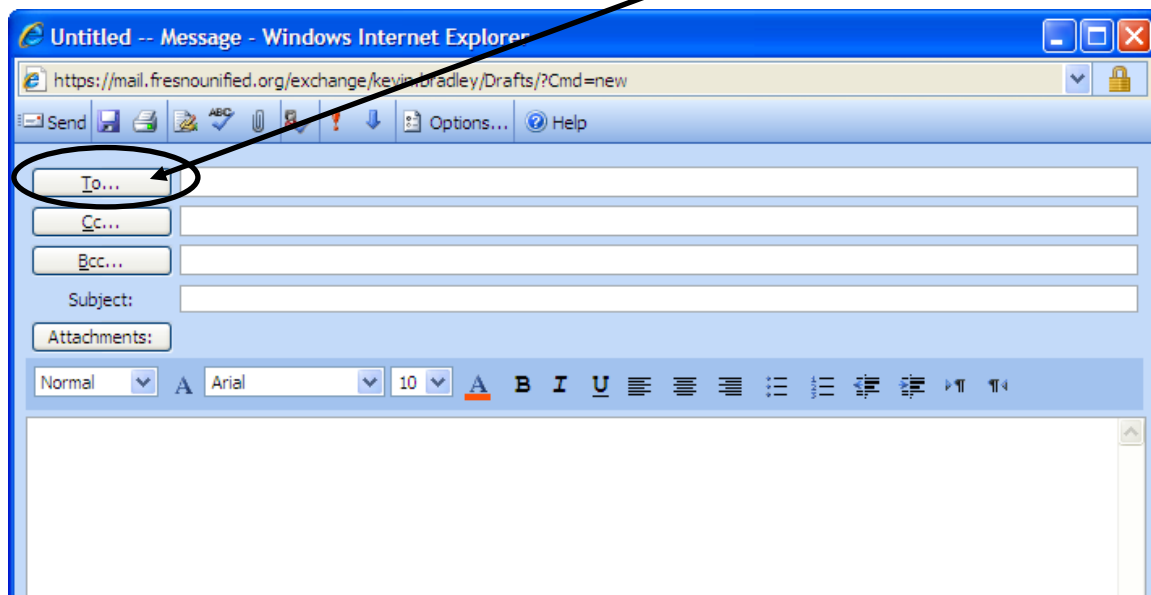 Untitled -- Message - Windows Internet Explorer
https://mail.fresnounified.org/exchange/kevin.bradley/Drafts/?Cmd=new
Send ABC Options... Help
To...
Cc...
Bcc...
Subject:
Attachments:
Normal A Arial 10 A B I U